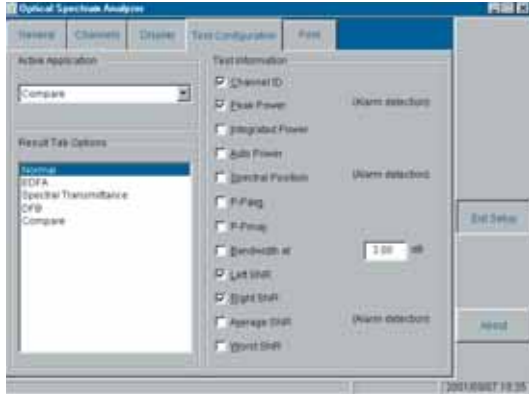 Optical Spectrum Analyzer
General Channels Display Test Configuration Print
Active Application
Compare
Result Tab Options
Normal
EDFA
Spectral Transmittance
DFB
Compare
Test Information
Channel ID
Peak Power (Alarm detection)
Integrated Power
Auto Power
Spectral Position (Alarm detection)
P-Pavg
P-Pmax
Bandwidth at 3.00 dB
Left SNR
Right SNR
Average SNR (Alarm detection)
Worst SNR
Exit Setup
About
2001/09/07 10:35